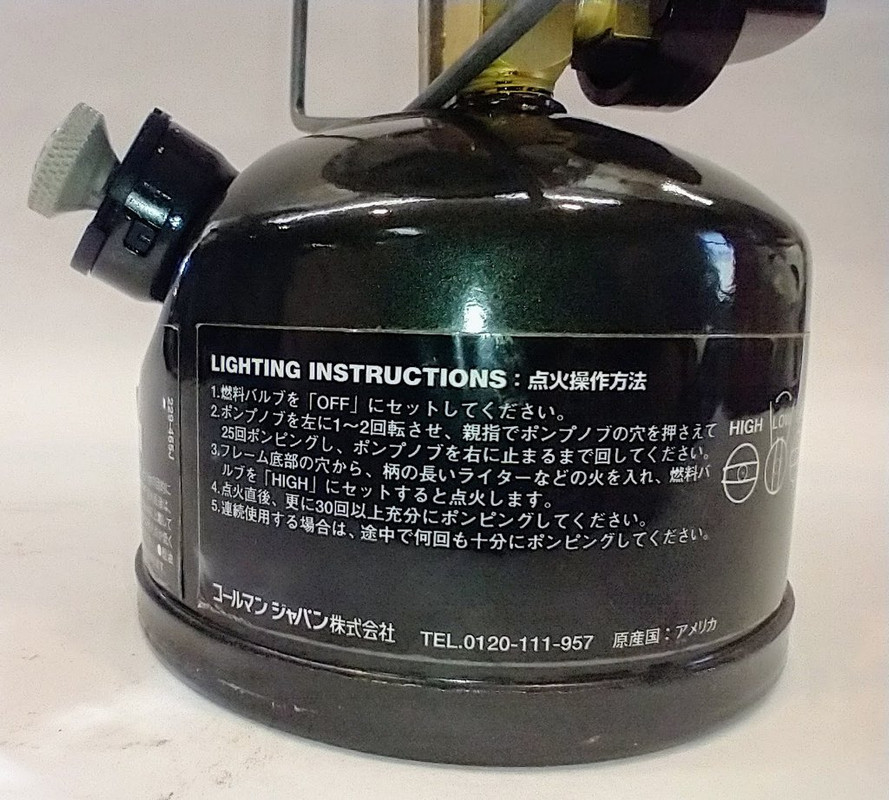 LIGHTING INSTRUCTIONS：点火操作方法
1.燃料バルブを「OFF」にセットしてください。
2.ポンプノブを左に1〜2回転させ、親指でポンプノブの穴を押さえて
25回ポンピングし、ポンプノブを右に止まるまで回してください。
3.フレーム底部の穴から、柄の長いライターなどの火を入れ、燃料バ
ルブを「HIGH」にセットすると点火します。
4.点火直後、更に30回以上充分にポンピングしてください。
5.連続使用する場合は、途中で何回も十分にポンピングしてください。
HIGH
LOW
コールマン ジャパン株式会社 TEL.0120-111-957 原産国：アメリカ